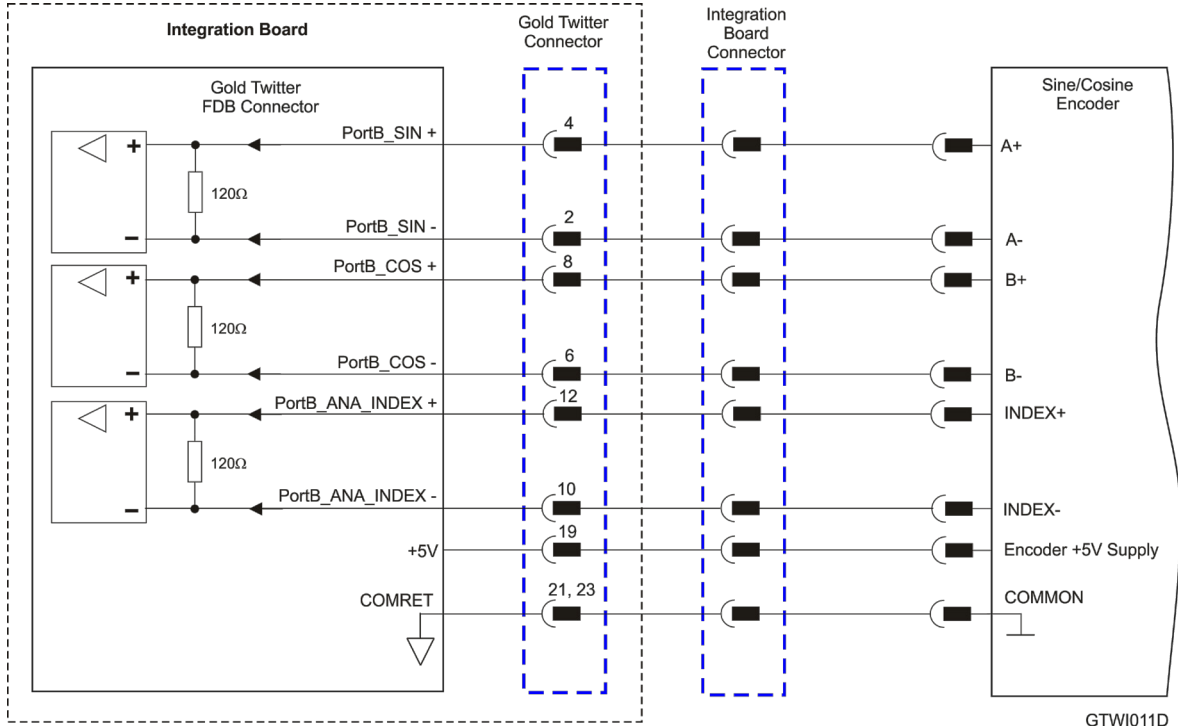 Integration Board
Gold Twitter
Connector
Integration
Board
Connector
Gold Twitter
FDB Connector
Sine/Cosine
Encoder
+
PortB_SIN +
4
A+
120Ω
–
PortB_SIN -
2
A-
+
PortB_COS +
8
B+
120Ω
–
PortB_COS -
6
B-
+
PortB_ANA_INDEX +
12
INDEX+
120Ω
–
PortB_ANA_INDEX -
10
INDEX-
+5V
19
Encoder +5V Supply
COMRET
21, 23
COMMON
GTWI011D